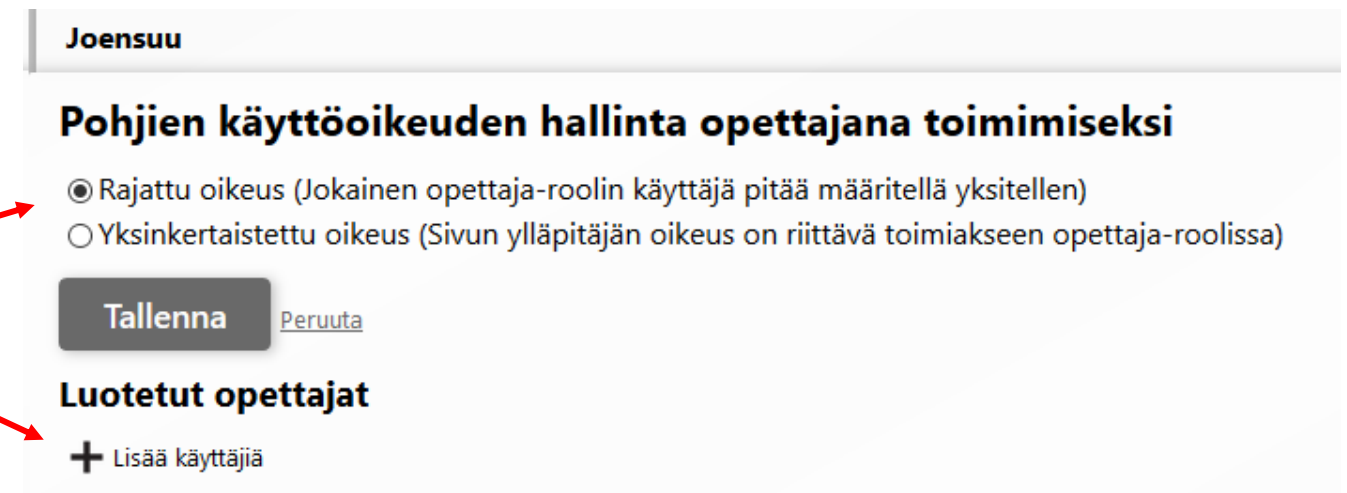 Joensuu
Pohjien käyttöoikeuden hallinta opettajana toimimiseksi
Rajattu oikeus (Jokainen opettaja-roolin käyttäjä pitää määritellä yksitellen)
Yksinkertaistettu oikeus (Sivun ylläpitäjän oikeus on riittävä toimiakseen opettaja-roolissa)
Tallenna Peruuta
Luotetut opettajat
Lisää käyttäjiä